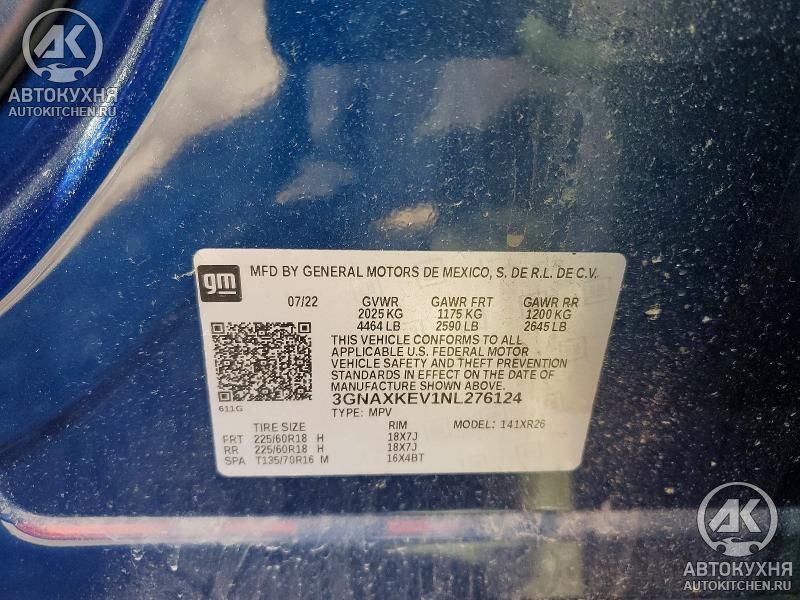 АК
АВТОКУХНЯ
AUTOKITCHEN.RU
gm
MFD BY GENERAL MOTORS DE MEXICO, S. DE R.L. DE C.V.
07/22 GVWR GAWR FRT GAWR RR
2025 KG 1175 KG 1200 KG
4464 LB 2590 LB 2645 LB
THIS VEHICLE CONFORMS TO ALL
APPLICABLE U.S. FEDERAL MOTOR
VEHICLE SAFETY AND THEFT PREVENTION
STANDARDS IN EFFECT ON THE DATE OF
MANUFACTURE SHOWN ABOVE.
611G
3GNAXKEV1NL276124
TYPE: MPV MODEL: 141XR26
TIRE SIZE RIM
FRT 225/60R18 H 18X7J
RR 225/60R18 H 18X7J
SPA T135/70R16 M 16X4BT
АК
АВТОКУХНЯ
AUTOKITCHEN.RU